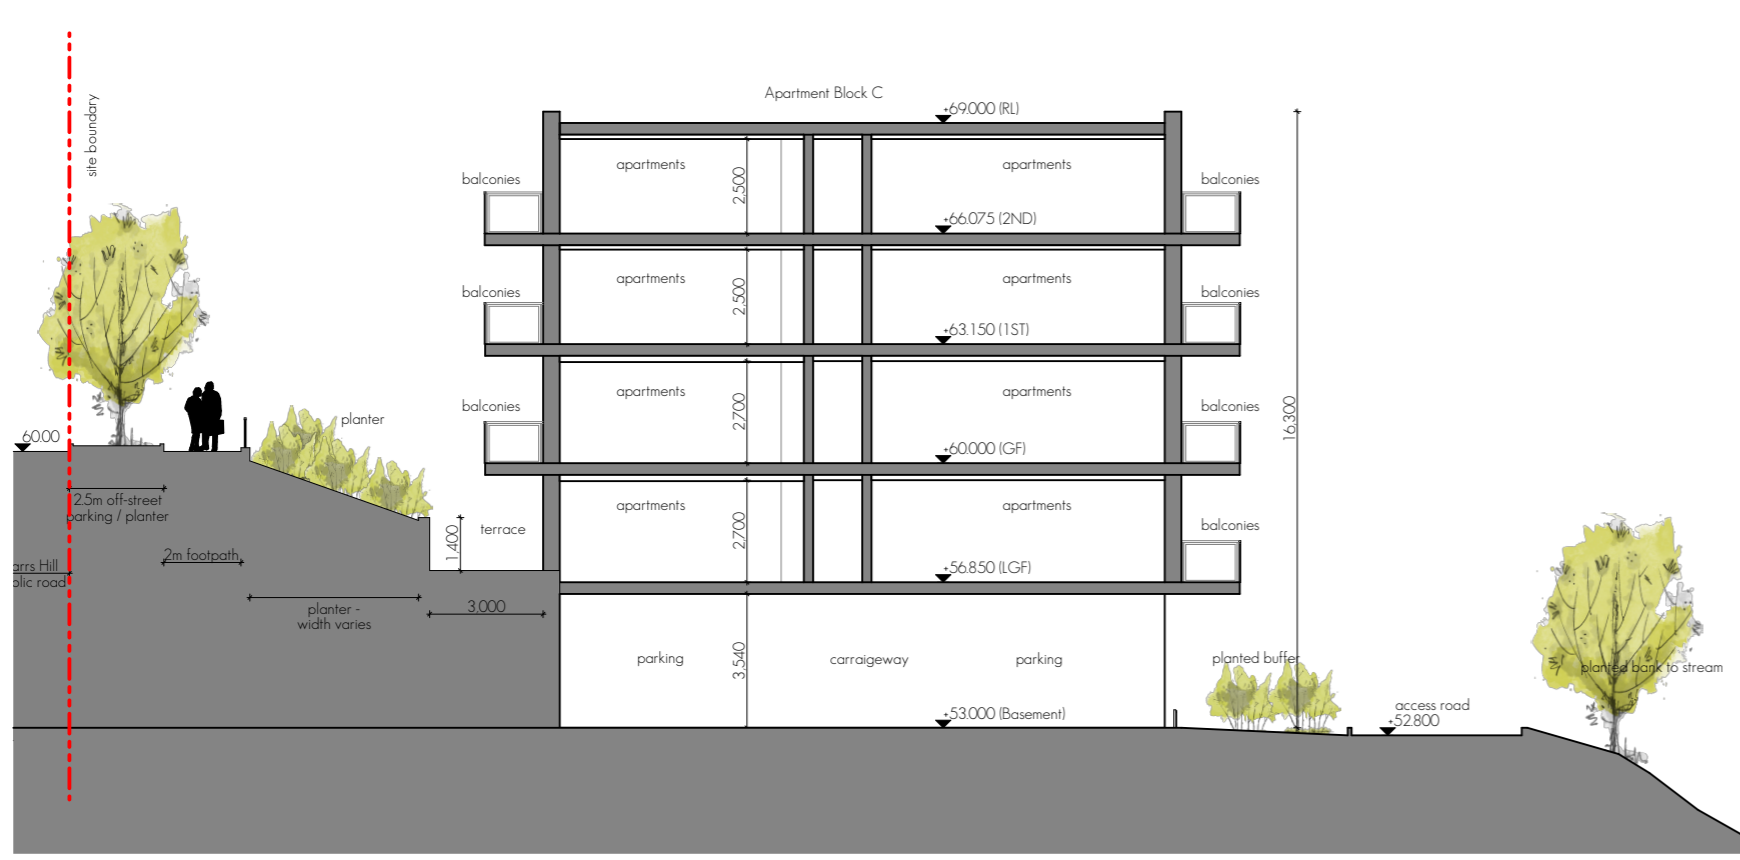 Apartment Block C
site boundary
+69.000 (RL)
apartments
apartments
2,500
balconies
balconies
+66.075 (2ND)
apartments
apartments
2,500
balconies
balconies
+63.150 (1ST)
apartments
apartments
2,700
balconies
balconies
16,300
planter
60.00
+60.000 (GF)
2.5m off-street
parking / planter
apartments
apartments
terrace
1,400
2,700
balconies
2m footpath
arrs Hill
olic road
+56.850 (LGF)
planter -
width varies
3,000
parking
carraigeway
parking
3,540
planted buffer
planted bank to stream
+53.000 (Basement)
access road
+52.800